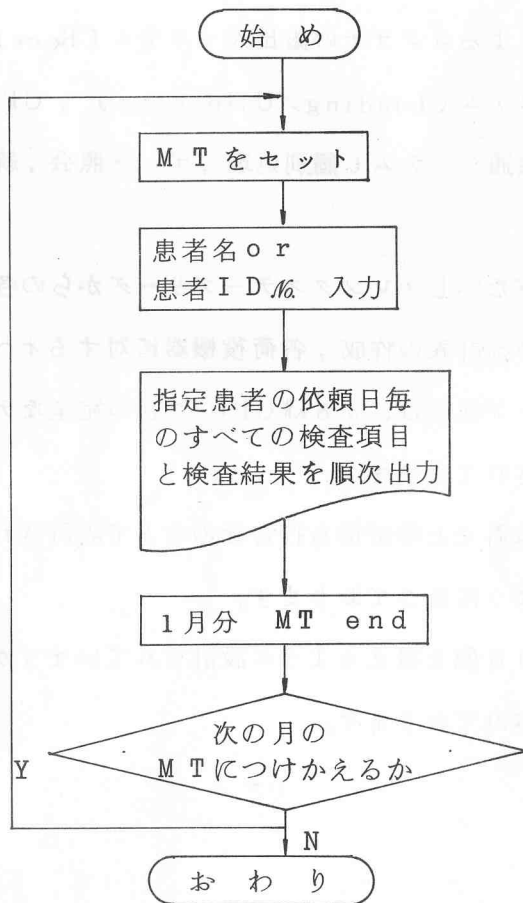 始め
MTをセット
患者名or
患者ID№ 入力
指定患者の依頼日毎
のすべての検査項目
と検査結果を順次出力
1月分 MT end
次の月の
MTにつけかえるか
Y
N
おわり